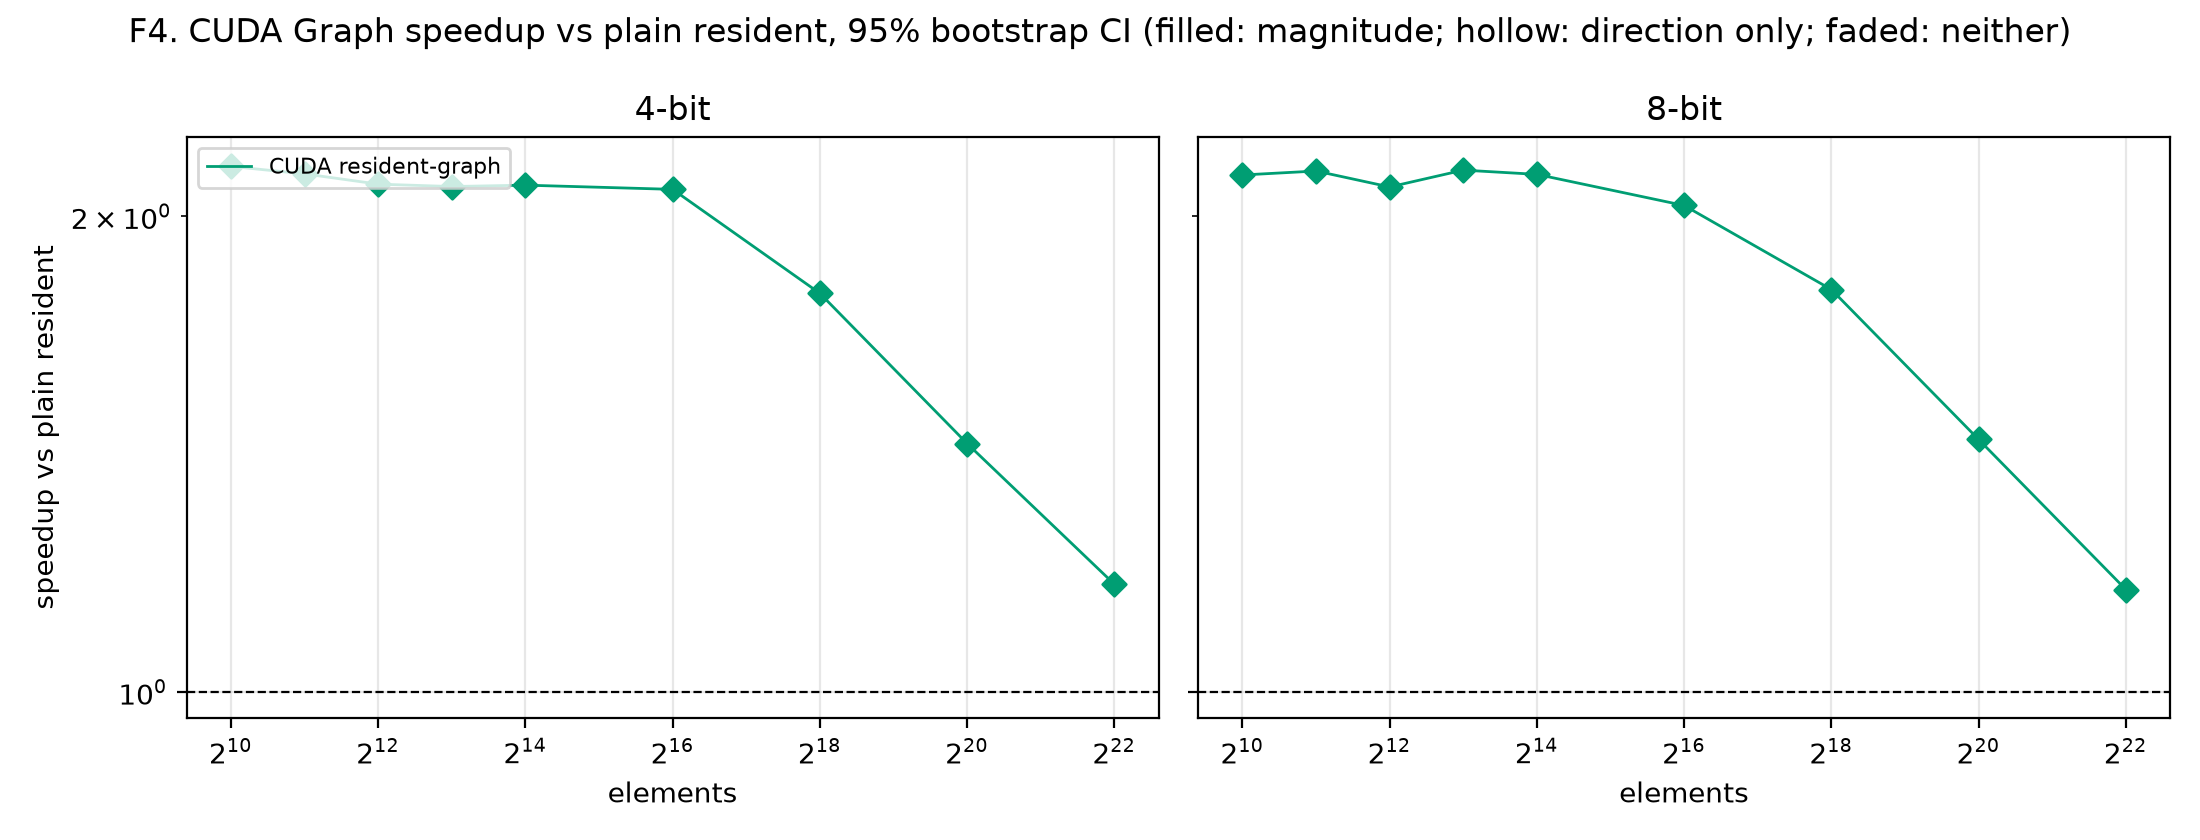 F4. CUDA Graph speedup vs plain resident, 95% bootstrap CI (filled: magnitude; hollow: direction only; faded: neither)
4-bit
8-bit
CUDA resident-graph
speedup vs plain resident
2 × 10⁰
10⁰
2¹⁰ 2¹² 2¹⁴ 2¹⁶ 2¹⁸ 2²⁰ 2²²
2¹⁰ 2¹² 2¹⁴ 2¹⁶ 2¹⁸ 2²⁰ 2²²
elements
elements